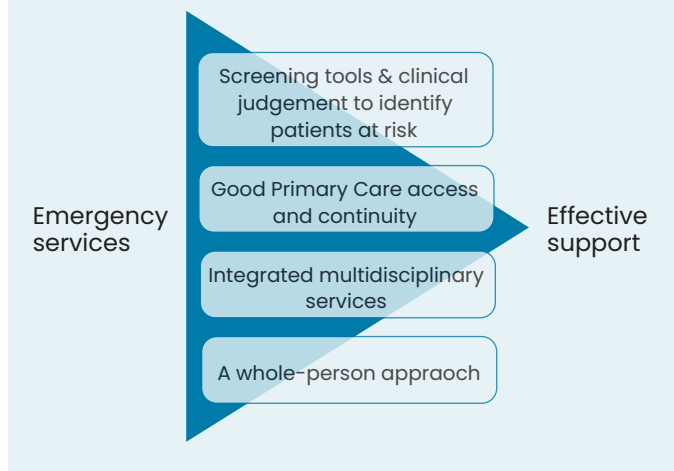 Screening tools & clinical
judgement to identify
patients at risk
Good Primary Care access
and continuity
Emergency
services
Effective
support
Integrated multidisciplinary
services
A whole-person appraoch